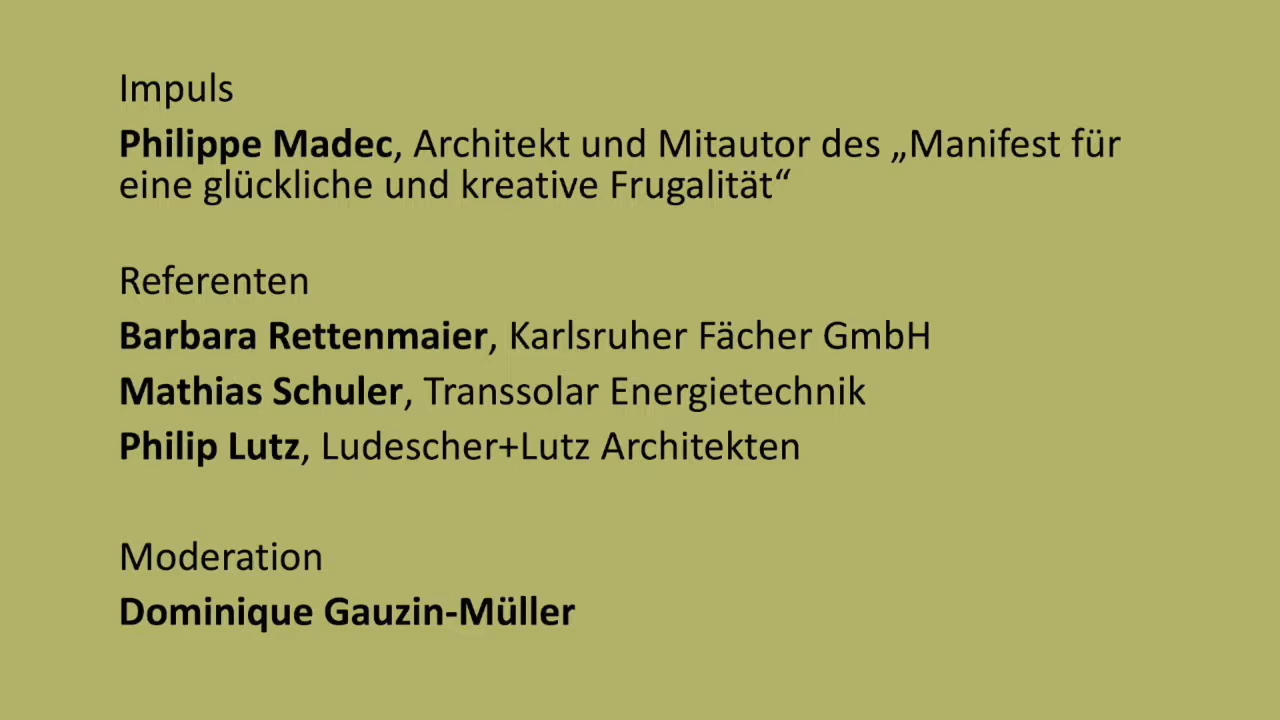 Impuls
Philippe Madec, Architekt und Mitautor des „Manifest für
eine glückliche und kreative Frugalität“
Referenten
Barbara Rettenmaier, Karlsruher Fächer GmbH
Mathias Schuler, Transsolar Energietechnik
Philip Lutz, Ludescher+Lutz Architekten
Moderation
Dominique Gauzin-Müller